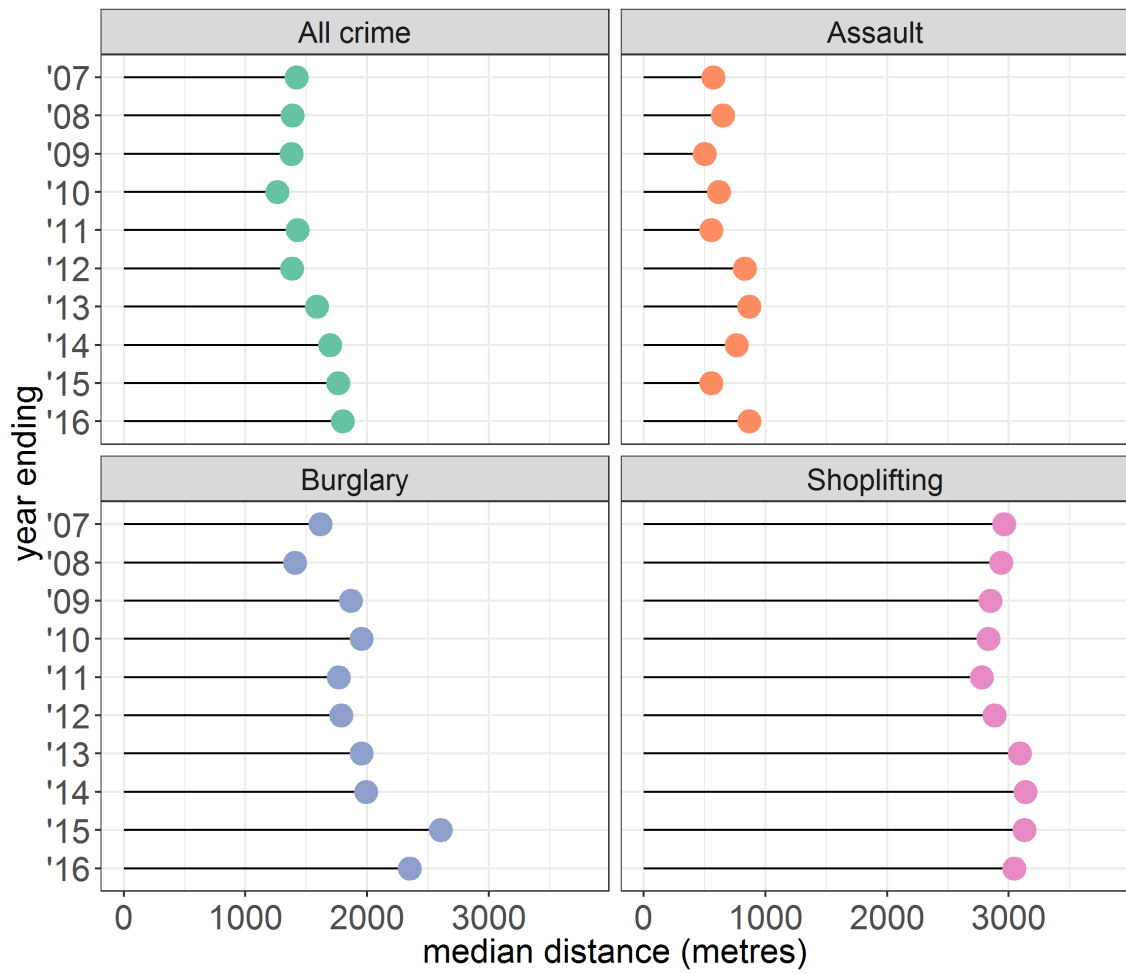 All crime
Assault
'07
'08
'09
'10
'11
'12
'13
'14
'15
'16
Burglary
Shoplifting
'07
'08
'09
'10
'11
'12
'13
'14
'15
'16
year ending
0 1000 2000 3000
0 1000 2000 3000
median distance (metres)